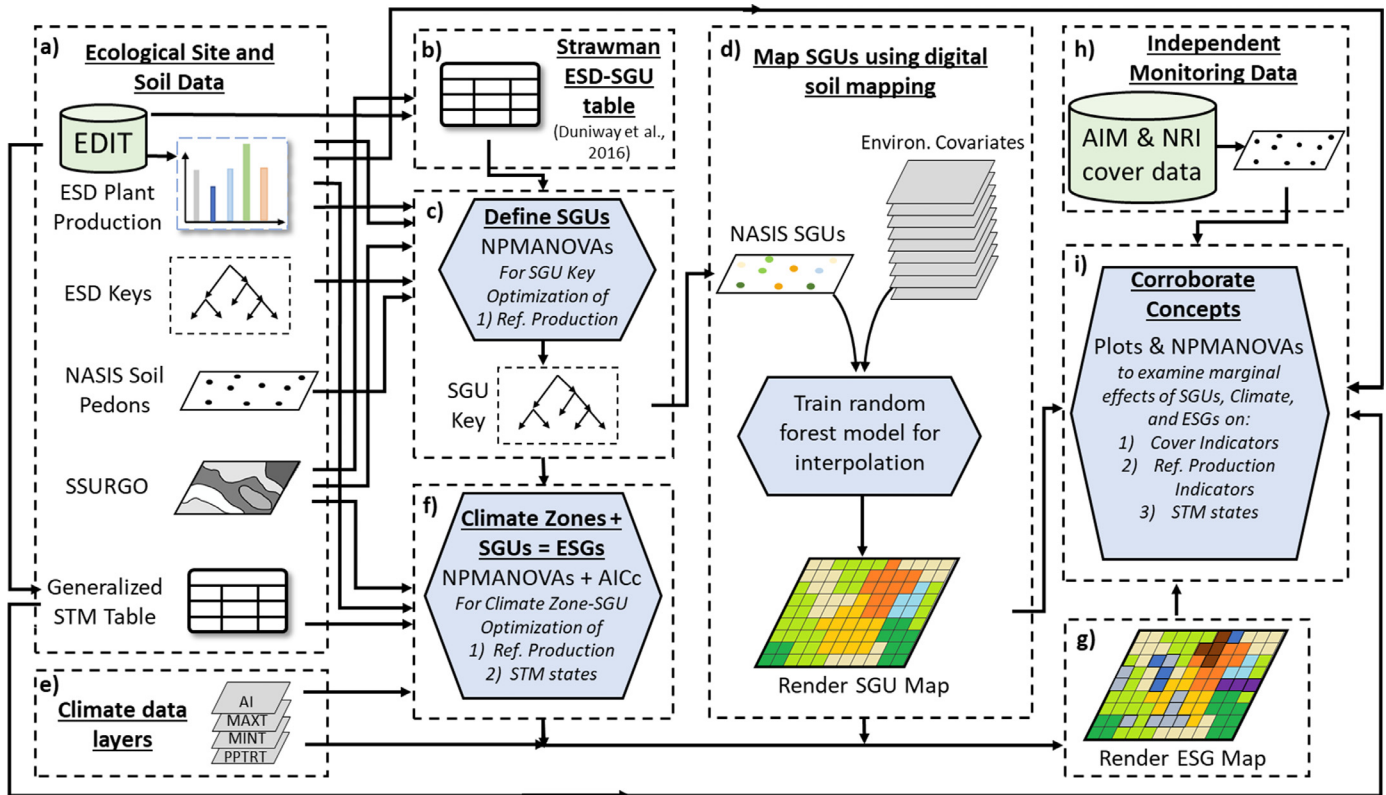 a)
Ecological Site and
Soil Data
EDIT
ESD Plant
Production
ESD Keys
NASIS Soil
Pedons
SSURGO
Generalized
STM Table
b)
Strawman
ESD-SGU
table
(Duniway et al.,
2016)
c)
Define SGUs
NPMANOVAs
For SGU Key
Optimization of
1) Ref. Production
SGU
Key
d)
Map SGUs using digital
soil mapping
Environ. Covariates
NASIS SGUs
Train random
forest model for
interpolation
Render SGU Map
e)
Climate data
layers
AI
MAXT
MINT
PPTRT
f)
Climate Zones +
SGUs = ESGs
NPMANOVAs + AICc
For Climate Zone-SGU
Optimization of
1) Ref. Production
2) STM states
g)
Render ESG Map
h)
Independent
Monitoring Data
AIM & NRI
cover data
i)
Corroborate
Concepts
Plots & NPMANOVAs
to examine marginal
effects of SGUs, Climate,
and ESGs on:
1) Cover Indicators
2) Ref. Production
Indicators
3) STM states